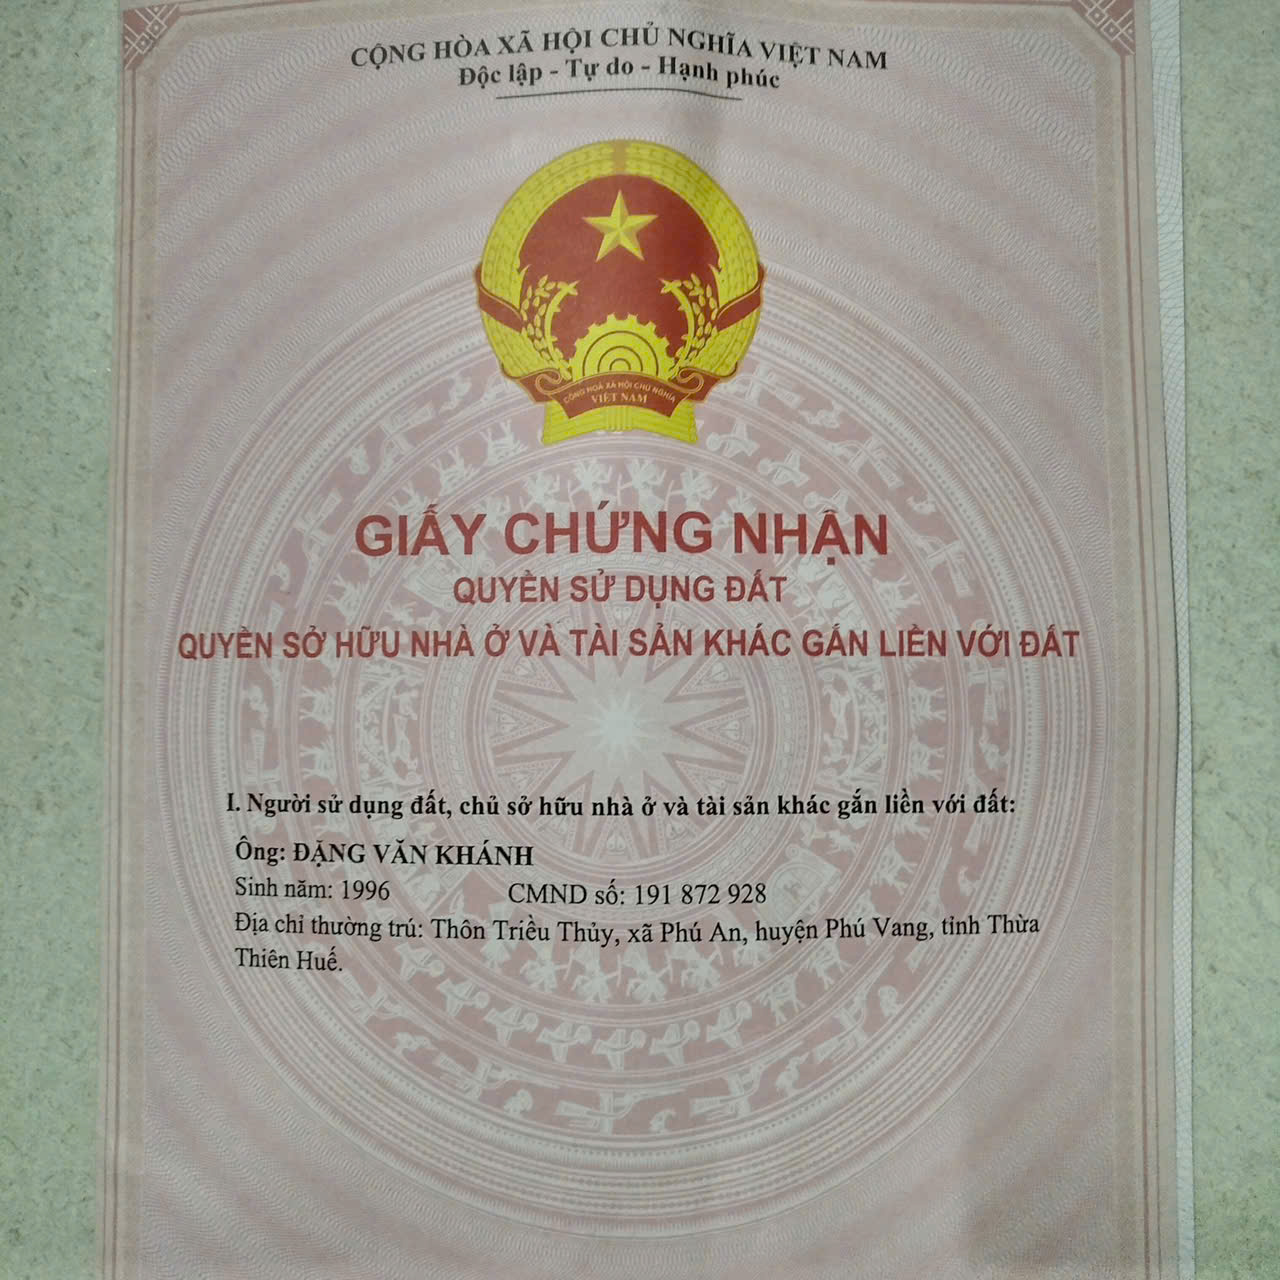 CỘNG HÒA XÃ HỘI CHỦ NGHĨA VIỆT NAM
Độc lập - Tự do - Hạnh phúc
CỘNG HOÀ XÃ HỘI CHỦ NGHĨA
VIỆT NAM
GIẤY CHỨNG NHẬN
QUYỀN SỬ DỤNG ĐẤT
QUYỀN SỞ HỮU NHÀ Ở VÀ TÀI SẢN KHÁC GẮN LIỀN VỚI ĐẤT
I. Người sử dụng đất, chủ sở hữu nhà ở và tài sản khác gắn liền với đất:
Ông: ĐẶNG VĂN KHÁNH
Sinh năm: 1996 CMND số: 191 872 928
Địa chỉ thường trú: Thôn Triều Thủy, xã Phú An, huyện Phú Vang, tỉnh Thừa
Thiên Huế.